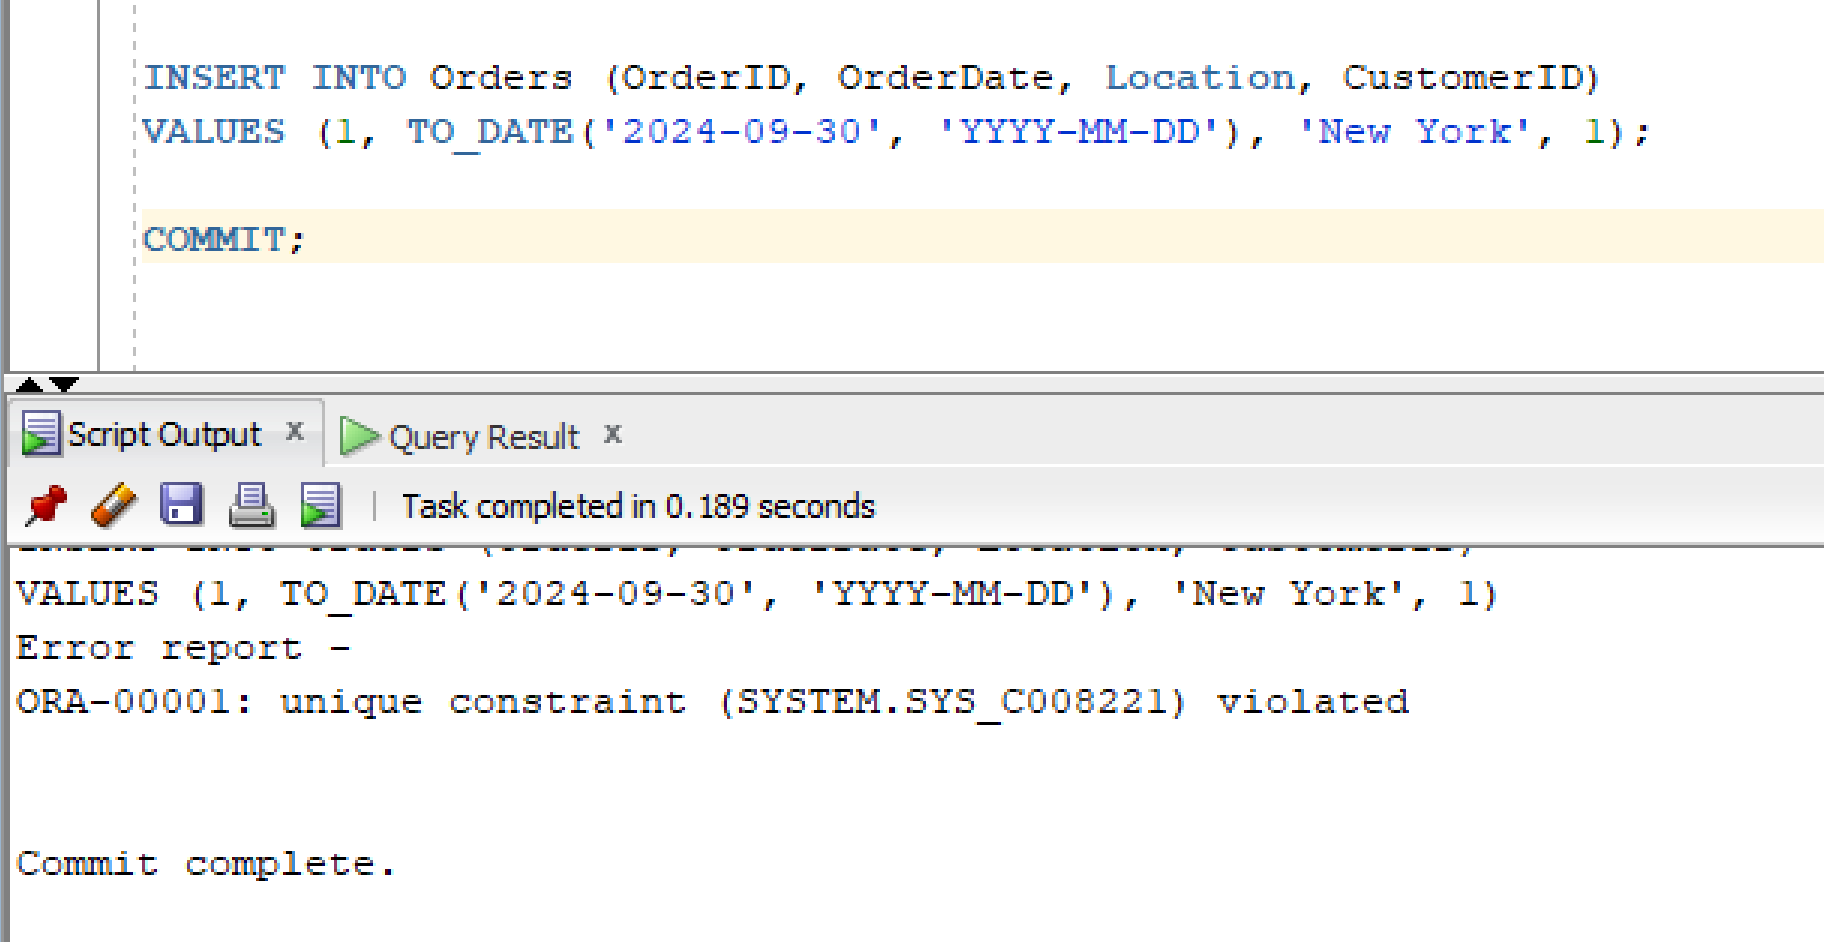 INSERT INTO Orders (OrderID, OrderDate, Location, CustomerID)
VALUES (1, TO_DATE('2024-09-30', 'YYYY-MM-DD'), 'New York', 1);
COMMIT;
Script Output x Query Result x
Task completed in 0.189 seconds
VALUES (1, TO_DATE('2024-09-30', 'YYYY-MM-DD'), 'New York', 1)
Error report -
ORA-00001: unique constraint (SYSTEM.SYS_C008221) violated
Commit complete.